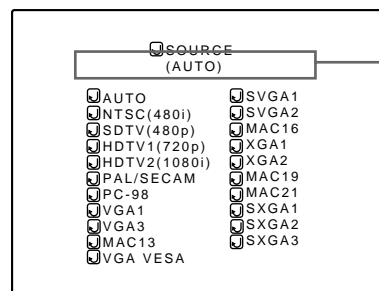 SOURCE
(AUTO)
AUTO
NTSC(480i)
SDTV(480p)
HDTV1(720p)
HDTV2(1080i)
PAL/SECAM
PC-98
VGA1
VGA3
MAC13
VGA VESA
SVGA1
SVGA2
MAC16
XGA1
XGA2
MAC19
MAC21
SXGA1
SXGA2
SXGA3